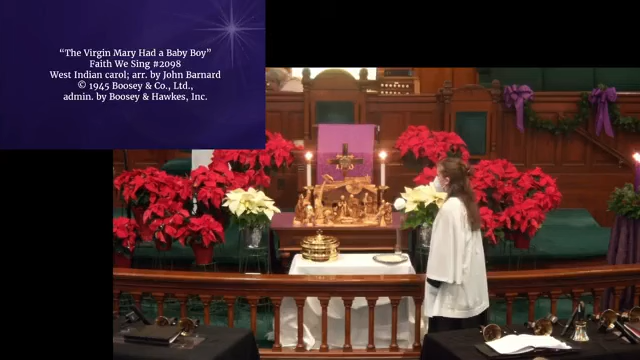 “The Virgin Mary Had a Baby Boy”
Faith We Sing #2098
West Indian carol; arr. by John Barnard
© 1945 Boosey & Co., Ltd.,
admin. by Boosey & Hawkes, Inc.